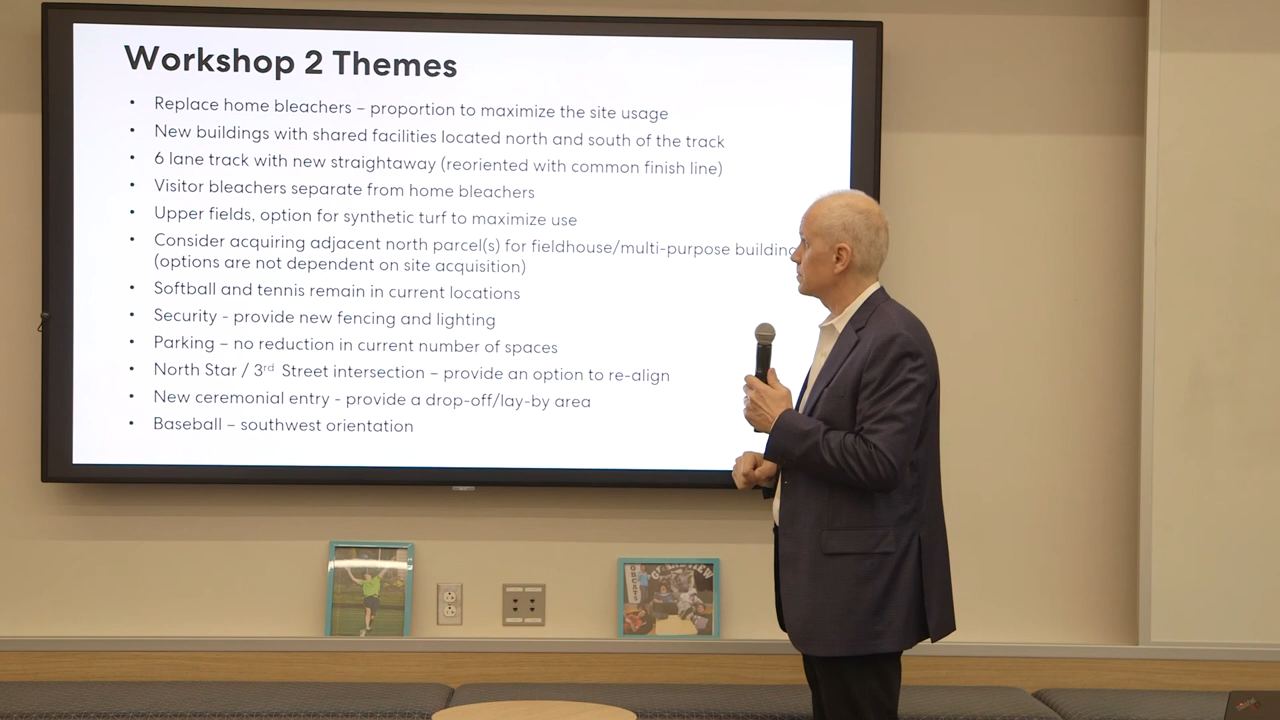 Workshop 2 Themes
• Replace home bleachers – proportion to maximize the site usage
• New buildings with shared facilities located north and south of the track
• 6 lane track with new straightaway (reoriented with common finish line)
• Visitor bleachers separate from home bleachers
• Upper fields, option for synthetic turf to maximize use
• Consider acquiring adjacent north parcel(s) for fieldhouse/multi-purpose building
(options are not dependent on site acquisition)
• Softball and tennis remain in current locations
• Security - provide new fencing and lighting
• Parking – no reduction in current number of spaces
• North Star / 3rd Street intersection – provide an option to re-align
• New ceremonial entry - provide a drop-off/lay-by area
• Baseball – southwest orientation